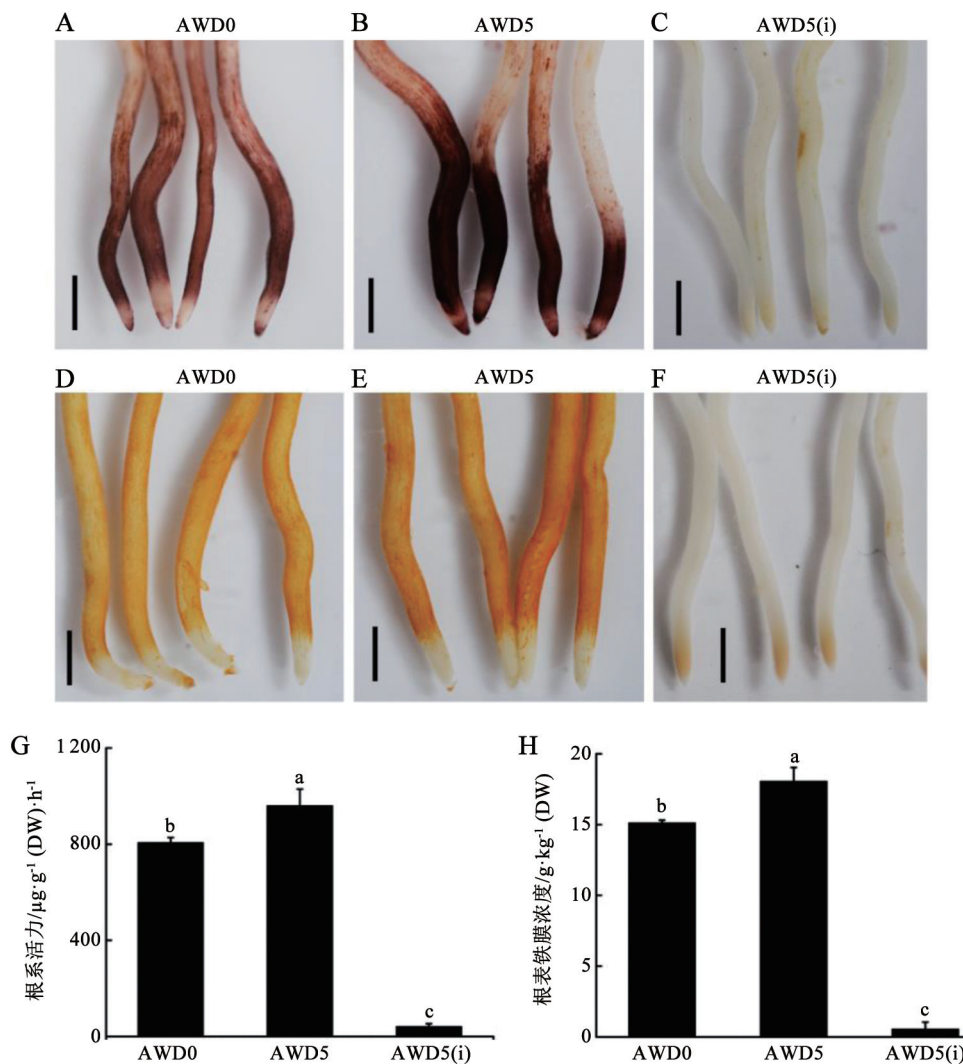 A AWD0
B AWD5
C AWD5(i)
D AWD0
E AWD5
F AWD5(i)
G
根系活力/μg·g⁻¹ (DW)·h⁻¹
1 200
800
400
0
b
a
c
AWD0 AWD5 AWD5(i)
H
根表铁膜浓度/g·kg⁻¹ (DW)
20
15
10
5
0
b
a
c
AWD0 AWD5 AWD5(i)